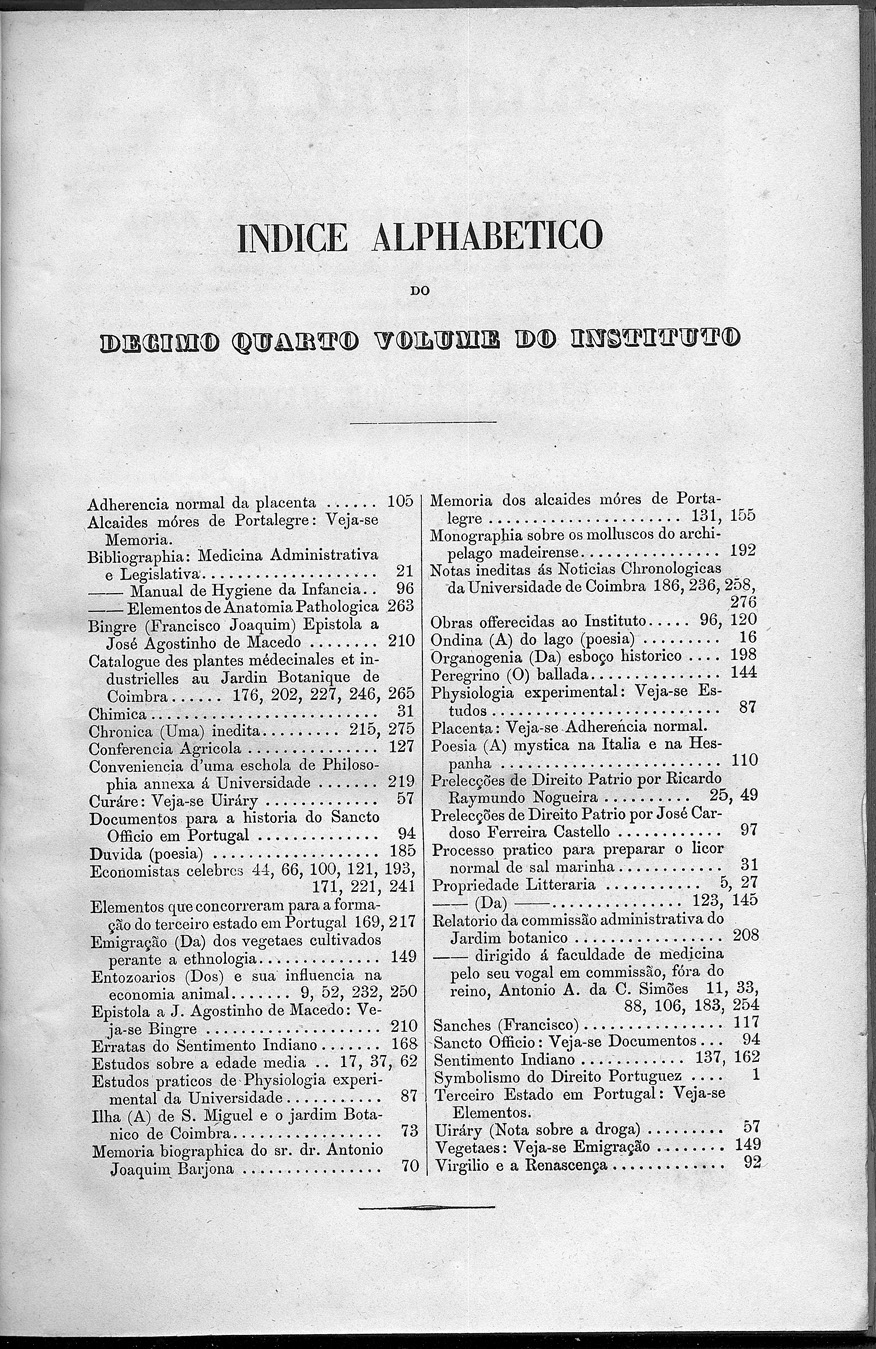 INDICE ALPHABETICO
DO
DECIMO QUARTO VOLUME DO INSTITUTO
Adherencia normal da placenta ...... 105
Alcaides móres de Portalegre: Veja-se
Memoria.
Bibliographia: Medicina Administrativa
e Legislativa.................... 21
—— Manual de Hygiene da Infancia.. 96
—— Elementos de Anatomia Pathologica 263
Bingre (Francisco Joaquim) Epistola a
José Agostinho de Macedo ........ 210
Catalogue des plantes médecinales et in-
dustrielles au Jardin Botanique de
Coimbra...... 176, 202, 227, 246, 265
Chimica .......................... 31
Chronica (Uma) inedita......... 215, 275
Conferencia Agricola ............... 127
Conveniencia d'uma eschola de Philoso-
phia annexa á Universidade ....... 219
Curáre: Veja-se Uiráry ............. 57
Documentos para a historia do Sancto
Officio em Portugal .............. 94
Duvida (poesia) ................... 185
Economistas celebres 44, 66, 100, 121, 193,
171, 221, 241
Elementos que concorreram para a forma-
ção do terceiro estado em Portugal 169, 217
Emigração (Da) dos vegetaes cultivados
perante a ethnologia.............. 149
Entozoarios (Dos) e sua influencia na
economia animal....... 9, 52, 232, 250
Epistola a J. Agostinho de Macedo: Ve-
ja-se Bingre .................... 210
Erratas do Sentimento Indiano....... 168
Estudos sobre a edade media .. 17, 37, 62
Estudos praticos de Physiologia experi-
mental da Universidade........... 87
Ilha (A) de S. Miguel e o jardim Bota-
nico de Coimbra................. 73
Memoria biographica do sr. dr. Antonio
Joaquim Barjona ................ 70
Memoria dos alcaides móres de Porta-
legre ...................... 131, 155
Monographia sobre os molluscos do archi-
pelago madeirense................ 192
Notas ineditas ás Noticias Chronologicas
da Universidade de Coimbra 186, 236, 258,
276
Obras offerecidas ao Instituto..... 96, 120
Ondina (A) do lago (poesia) ......... 16
Organogenia (Da) esboço historico .... 198
Peregrino (O) ballada............... 144
Physiologia experimental: Veja-se Es-
tudos .......................... 87
Placenta: Veja-se Adherencia normal.
Poesia (A) mystica na Italia e na Hes-
panha ......................... 110
Prelecções de Direito Patrio por Ricardo
Raymundo Nogueira .......... 25, 49
Prelecções de Direito Patrio por José Car-
doso Ferreira Castello ............ 97
Processo pratico para preparar o licor
normal de sal marinha ............ 31
Propriedade Litteraria ........... 5, 27
—— (Da) ——............... 123, 145
Relatorio da commissão administrativa do
Jardim botanico ................. 208
—— dirigido á faculdade de medicina
pelo seu vogal em commissão, fóra do
reino, Antonio A. da C. Simões 11, 33,
88, 106, 183, 254
Sanches (Francisco) ................ 117
Sancto Officio: Veja-se Documentos... 94
Sentimento Indiano ............ 137, 162
Symbolismo do Direito Portuguez .... 1
Terceiro Estado em Portugal: Veja-se
Elementos.
Uiráry (Nota sobre a droga) ......... 57
Vegetaes: Veja-se Emigração ........ 149
Virgilio e a Renascença ............. 92